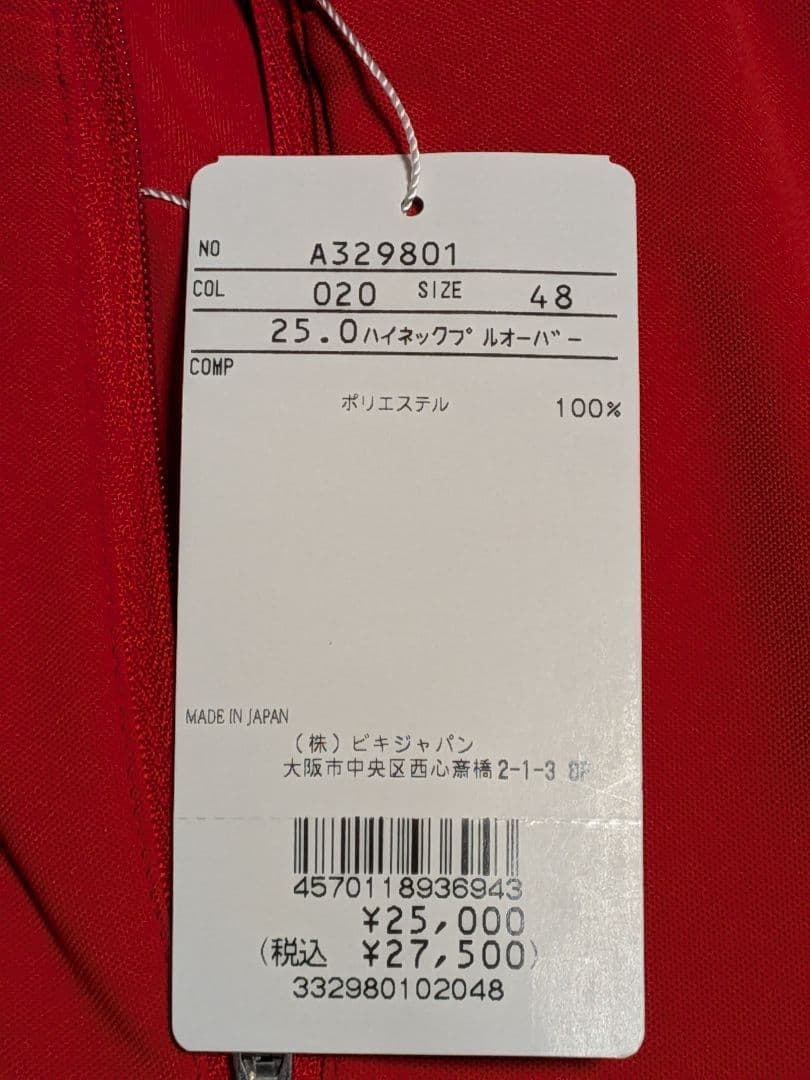 NO A329801
COL 020 SIZE 48
25.0ハイネックプルオーバー
COMP
ポリエステル 100%
MADE IN JAPAN
(株)ビキジャパン
大阪市中央区西心斎橋2-1-3 8F
4570118936943
¥25,000
(税込 ¥27,500)
332980102048